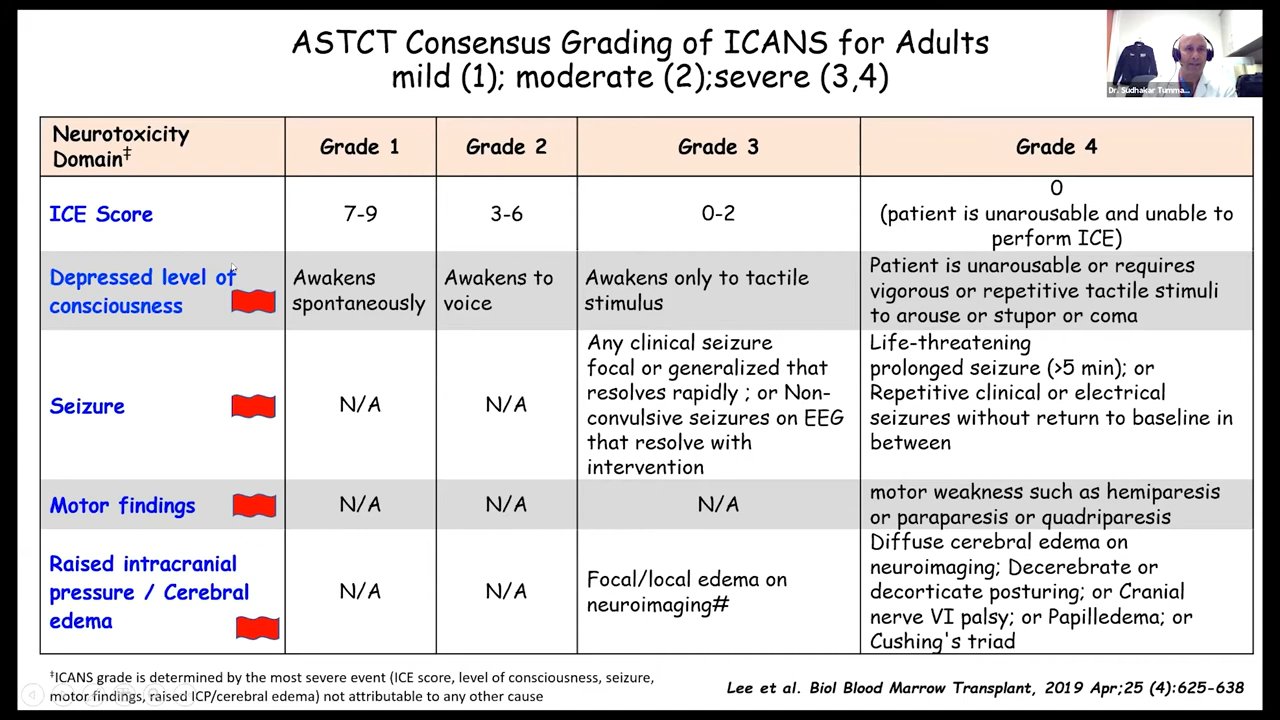 ASTCT Consensus Grading of ICANS for Adults
mild (1); moderate (2);severe (3,4)
Dr. Sudhakar Tumma...
Neurotoxicity
Domain‡
Grade 1
Grade 2
Grade 3
Grade 4
ICE Score
7-9
3-6
0-2
0
(patient is unarousable and unable to
perform ICE)
Depressed level of
consciousness
Awakens
spontaneously
Awakens to
voice
Awakens only to tactile
stimulus
Patient is unarousable or requires
vigorous or repetitive tactile stimuli
to arouse or stupor or coma
Seizure
N/A
N/A
Any clinical seizure
focal or generalized that
resolves rapidly ; or Non-
convulsive seizures on EEG
that resolve with
intervention
Life-threatening
prolonged seizure (>5 min); or
Repetitive clinical or electrical
seizures without return to baseline in
between
Motor findings
N/A
N/A
N/A
motor weakness such as hemiparesis
or paraparesis or quadriparesis
Raised intracranial
pressure / Cerebral
edema
N/A
N/A
Focal/local edema on
neuroimaging#
Diffuse cerebral edema on
neuroimaging; Decerebrate or
decorticate posturing; or Cranial
nerve VI palsy; or Papilledema; or
Cushing's triad
‡ICANS grade is determined by the most severe event (ICE score, level of consciousness, seizure,
motor findings, raised ICP/cerebral edema) not attributable to any other cause
Lee et al. Biol Blood Marrow Transplant, 2019 Apr;25 (4):625-638